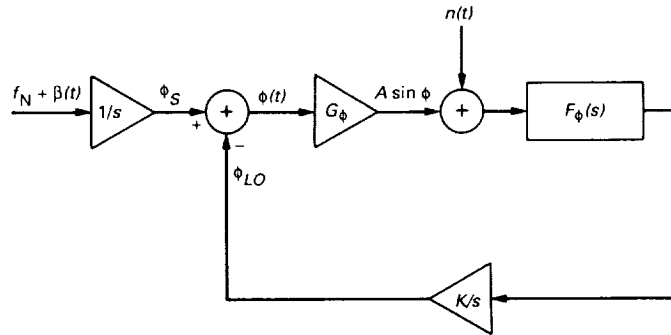 n(t)
f_N + β(t)
1/s
ϕ_S
+
+
−
ϕ(t)
G_ϕ
A sin ϕ
+
F_ϕ(s)
ϕ_LO
K/s